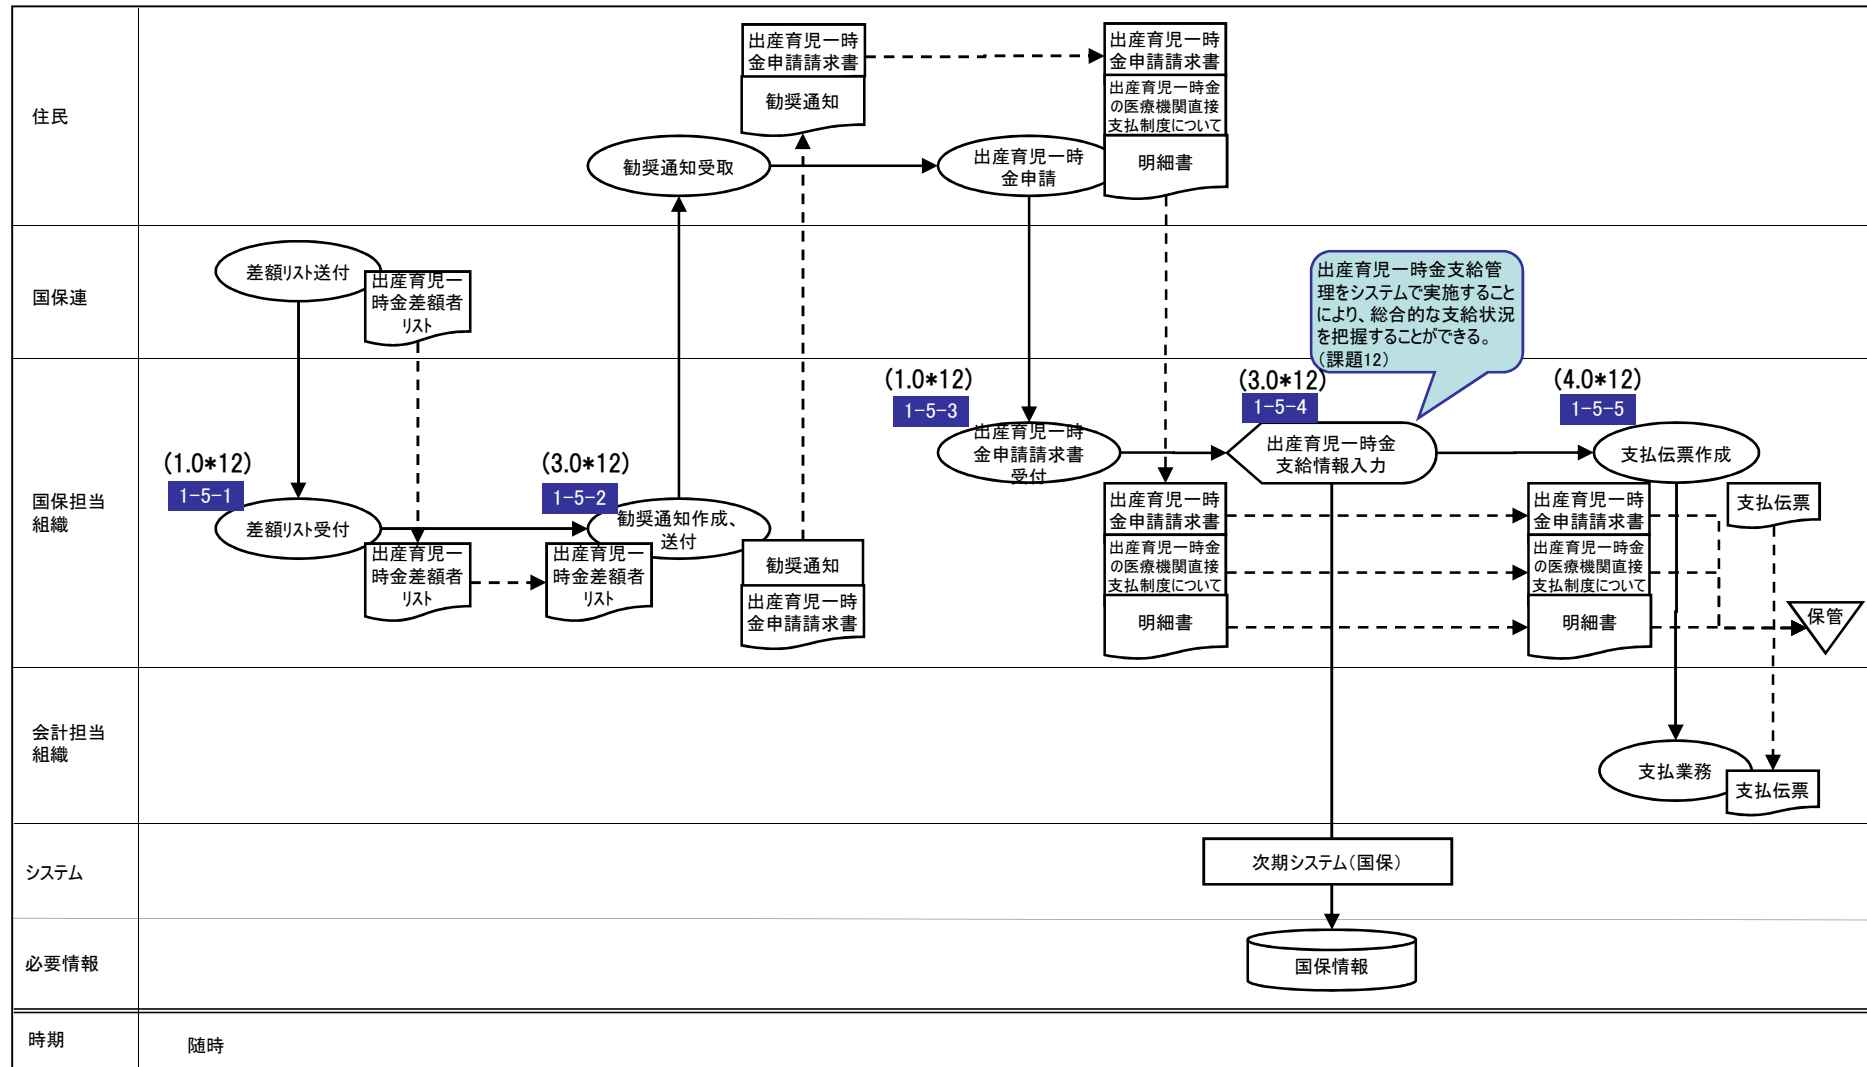 住民
出産育児一時
金申請請求書
勧奨通知
出産育児一時
金申請請求書
出産育児一時金
の医療機関直接
支払制度について
明細書
勧奨通知受取
出産育児一時
金申請
国保連
差額リスト送付
出産育児一
時金差額者
リスト
出産育児一時金支給管
理をシステムで実施すること
により、総合的な支給状況
を把握することができる。
(課題12)
国保担当
組織
(1.0*12)
1-5-1
差額リスト受付
出産育児一
時金差額者
リスト
(3.0*12)
1-5-2
勧奨通知作成、
送付
出産育児一
時金差額者
リスト
勧奨通知
出産育児一時
金申請請求書
(1.0*12)
1-5-3
出産育児一時
金申請請求書
受付
(3.0*12)
1-5-4
出産育児一時金
支給情報入力
出産育児一時
金申請請求書
出産育児一時金
の医療機関直接
支払制度について
明細書
(4.0*12)
1-5-5
支払伝票作成
出産育児一時
金申請請求書
出産育児一時金
の医療機関直接
支払制度について
明細書
支払伝票
保管
会計担当
組織
支払業務
支払伝票
システム
次期システム(国保)
必要情報
国保情報
時期
随時